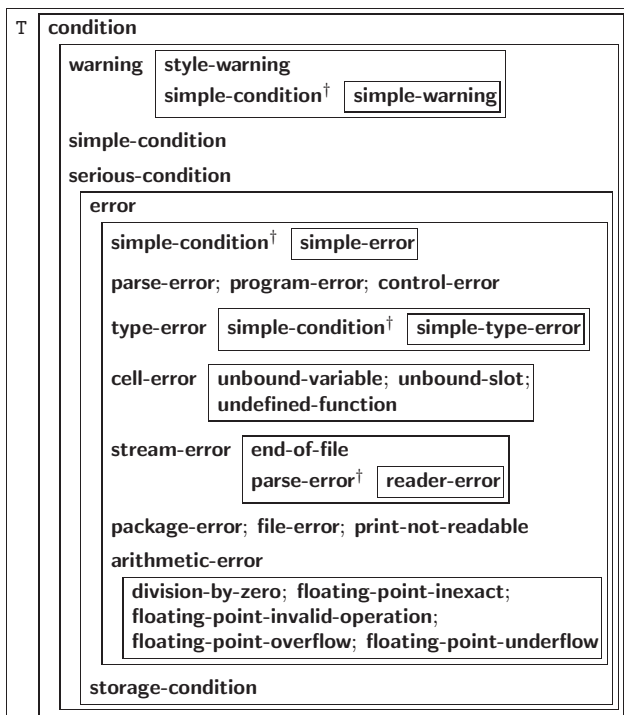 T condition
warning style-warning
simple-condition† simple-warning
simple-condition
serious-condition
error
simple-condition† simple-error
parse-error; program-error; control-error
type-error simple-condition† simple-type-error
cell-error unbound-variable; unbound-slot;
undefined-function
stream-error end-of-file
parse-error† reader-error
package-error; file-error; print-not-readable
arithmetic-error
division-by-zero; floating-point-inexact;
floating-point-invalid-operation;
floating-point-overflow; floating-point-underflow
storage-condition